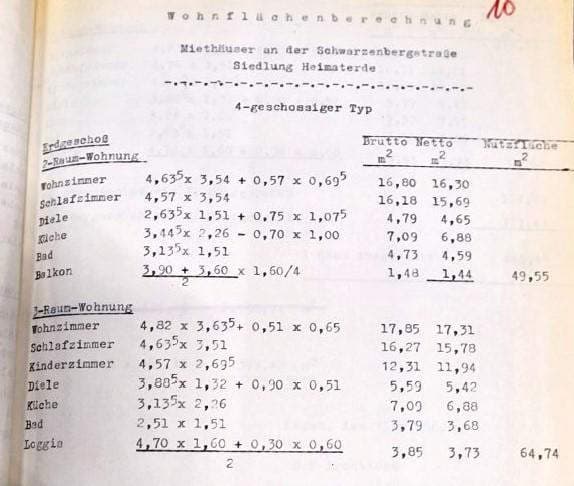 10
Wohnflächenberechnung
Miethäuser an der Schwarzenbergstraße
Siedlung Heimaterde
4-geschossiger Typ
Erdgeschoß Brutto Netto Nutzfläche
2-Raum-Wohnung m² m² m²
Wohnzimmer 4,63⁵x 3,54 + 0,57 x 0,69⁵ 16,80 16,30
Schlafzimmer 4,57 x 3,54 16,18 15,69
Diele 2,63⁵x 1,51 + 0,75 x 1,07⁵ 4,79 4,65
Küche 3,44⁵x 2,26 - 0,70 x 1,00 7,09 6,88
Bad 3,13⁵x 1,51 4,73 4,59
Balkon 3,90 + 3,60 x 1,60/4 1,48 1,44 49,55
2
3-Raum-Wohnung
Wohnzimmer 4,82 x 3,63⁵+ 0,51 x 0,65 17,85 17,31
Schlafzimmer 4,63⁵x 3,51 16,27 15,78
Kinderzimmer 4,57 x 2,69⁵ 12,31 11,94
Diele 3,88⁵x 1,32 + 0,90 x 0,51 5,59 5,42
Küche 3,13⁵x 2,26 7,09 6,88
Bad 2,51 x 1,51 3,79 3,68
Loggia 4,70 x 1,60 + 0,30 x 0,60 3,85 3,73 64,74
2